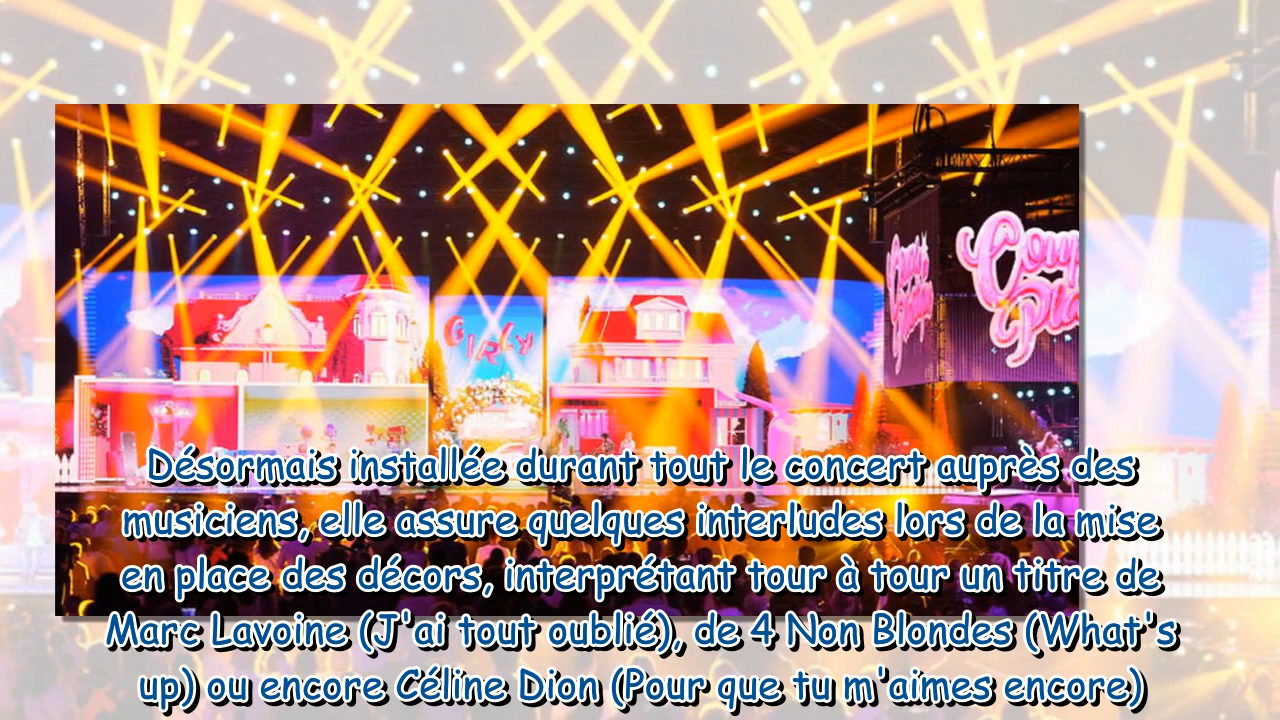 GIRLY
Désormais installée durant tout le concert auprès des
musiciens, elle assure quelques interludes lors de la mise
en place des décors, interprétant tour à tour un titre de
Marc Lavoine (J'ai tout oublié), de 4 Non Blondes (What's
up) ou encore Céline Dion (Pour que tu m'aimes encore)